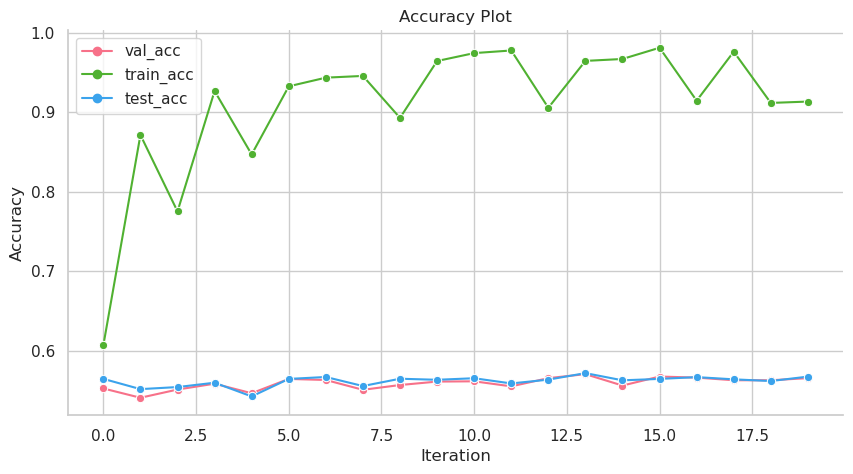 Accuracy Plot
val_acc
train_acc
test_acc
Accuracy
1.0
0.9
0.8
0.7
0.6
0.0
2.5
5.0
7.5
10.0
12.5
15.0
17.5
Iteration